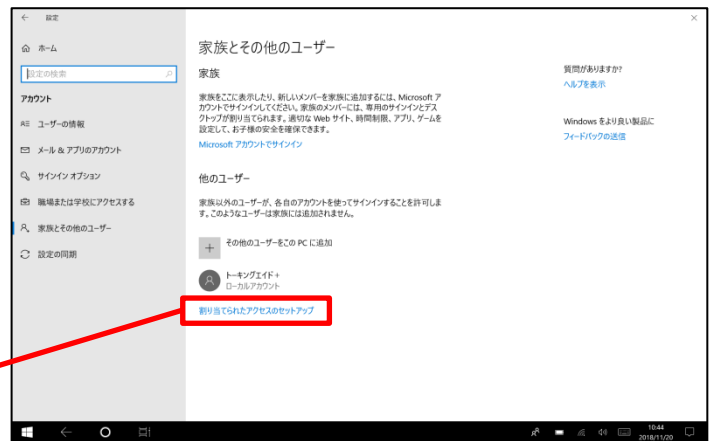 設定
ホーム
設定の検索
アカウント
ユーザーの情報
メール & アプリのアカウント
サインイン オプション
職場または学校にアクセスする
家族とその他のユーザー
設定の同期
家族とその他のユーザー
家族
家族をここに表示したり、新しいメンバーを家族に追加するには、Microsoft ア
カウントでサインインしてください。家族のメンバーには、専用のサインインとデス
クトップが割り当てられます。適切な Web サイト、時間制限、アプリ、ゲームを
設定して、お子様の安全を確保できます。
Microsoft アカウントでサインイン
他のユーザー
家族以外のユーザーが、各自のアカウントを使ってサインインすることを許可しま
す。このようなユーザーは家族には追加されません。
その他のユーザーをこの PC に追加
トーキングエイド+
ローカルアカウント
割り当てられたアクセスのセットアップ
質問がありますか?
ヘルプを表示
Windows をより良い製品に
フィードバックの送信
10:44
2018/11/20